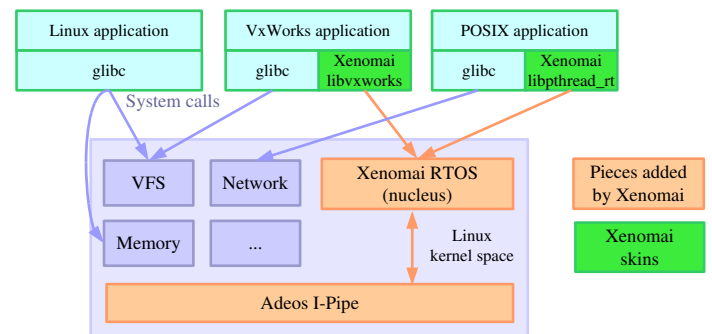 Linux application
glibc
VxWorks application
glibc
Xenomai
libvxworks
POSIX application
glibc
Xenomai
libpthread_rt
System calls
VFS
Network
Xenomai RTOS
(nucleus)
Pieces added
by Xenomai
Memory
...
Linux
kernel space
Xenomai
skins
Adeos I-Pipe